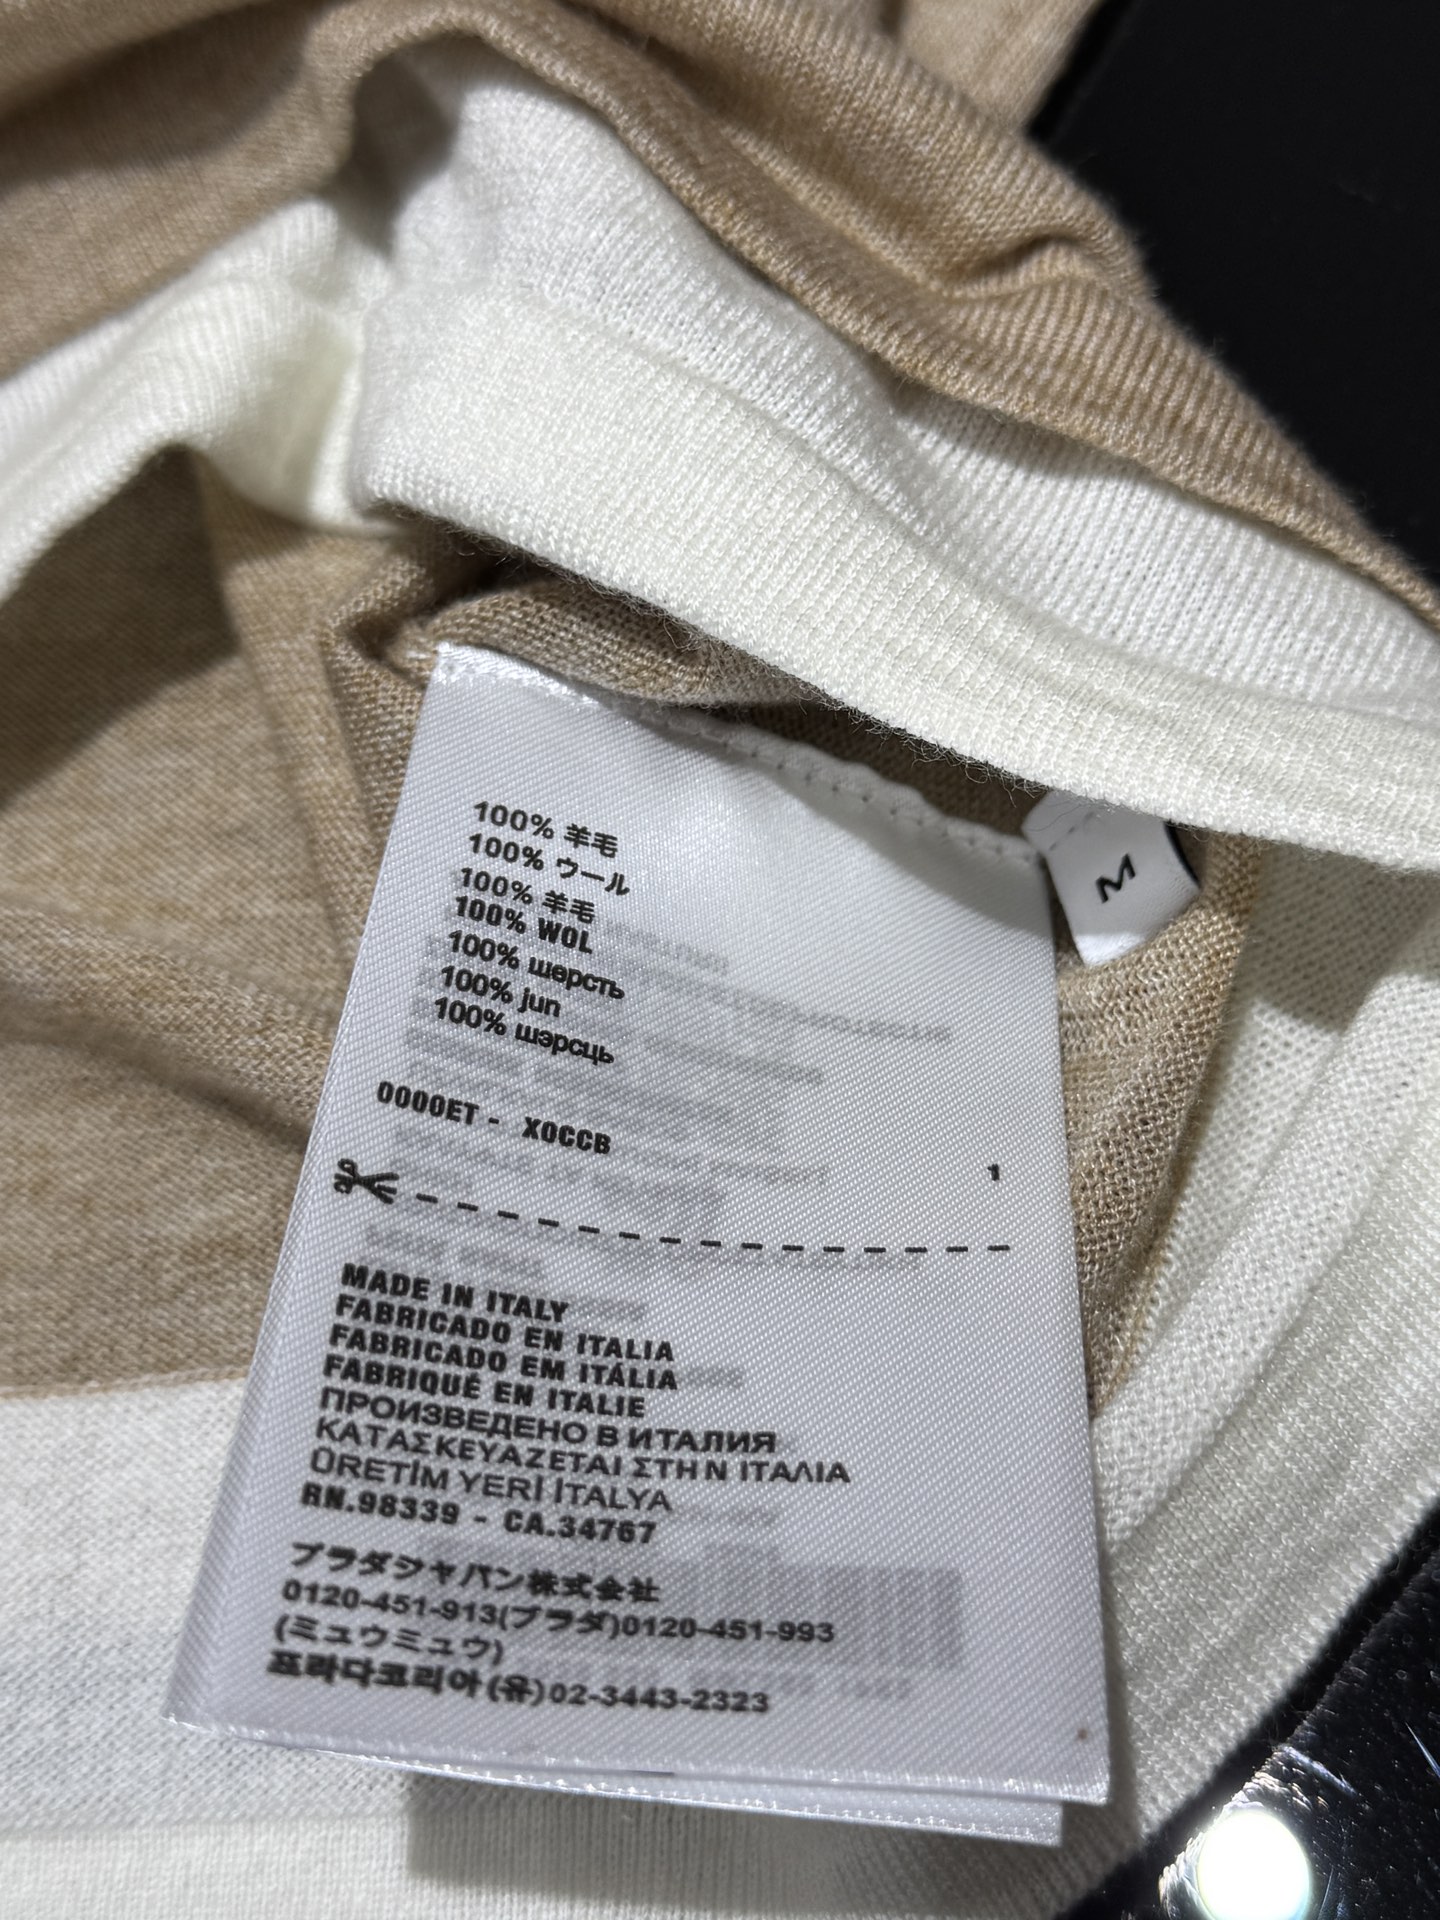 100% 羊毛
100% ウール
100% 羊毛
100% WOL
100% шерсть
100% jun
100% шэрсць
0000ET - X0CCB
1
M
MADE IN ITALY
FABRICADO EN ITALIA
FABRICADO EM ITÁLIA
FABRIQUÉ EN ITALIE
ПРОИЗВЕДЕНО В ИТАЛИЯ
ΚΑΤΑΣΚΕΥΑΖΕΤΑΙ ΣΤΗΝ ΙΤΑΛΙΑ
ÜRETİM YERİ İTALYA
RN.98339 - CA.34767
プラダジャパン株式会社
0120-451-913(プラダ)0120-451-993
(ミュウミュウ)
프라다코리아(유)02-3443-2323